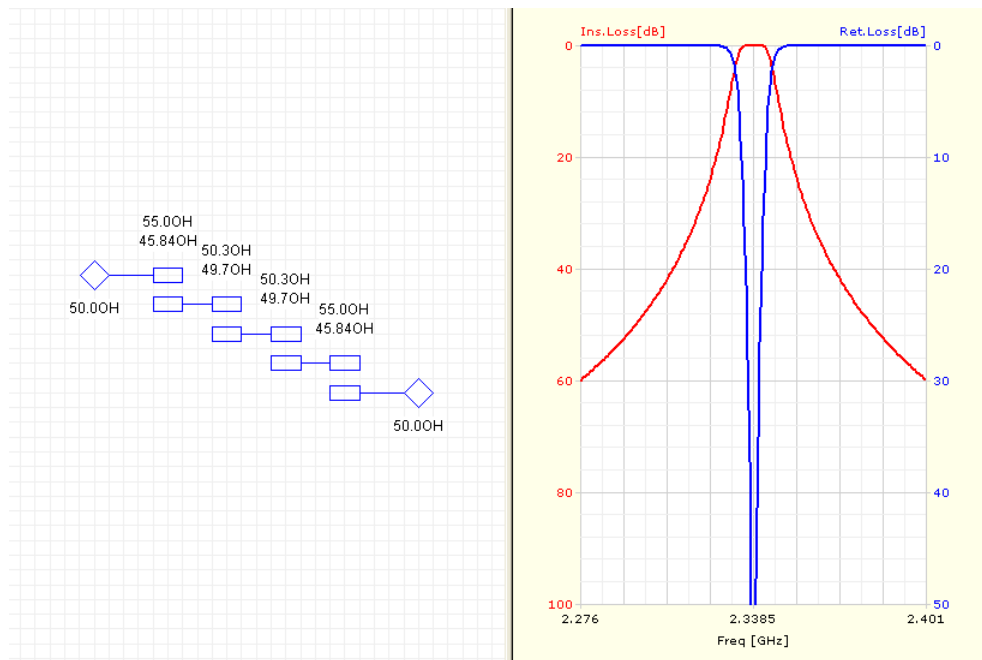 55.0OH
45.84OH
50.3OH
49.7OH
50.3OH
49.7OH
55.0OH
45.84OH
50.0OH
50.0OH
Ins.Loss[dB]
Ret.Loss[dB]
0
0
20
10
40
20
60
30
80
40
100
50
2.276
2.3385
2.401
Freq [GHz]